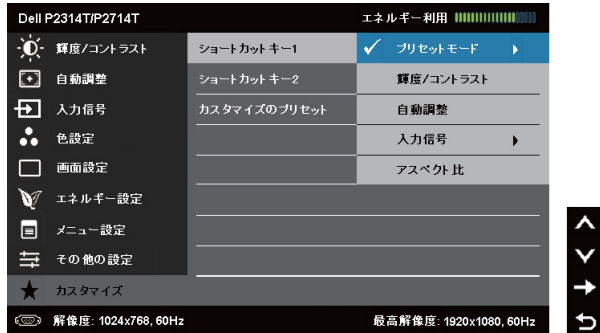 Dell P2314T/P2714T
エネルギー利用
輝度/コントラスト
自動調整
入力信号
色設定
画面設定
エネルギー設定
メニュー設定
その他の設定
カスタマイズ
ショートカット キー1
ショートカット キー2
カスタマイズのプリセット
プリセットモード
輝度/コントラスト
自動調整
入力信号
アスペクト比
解像度: 1024x768, 60Hz
最高解像度: 1920x1080, 60Hz